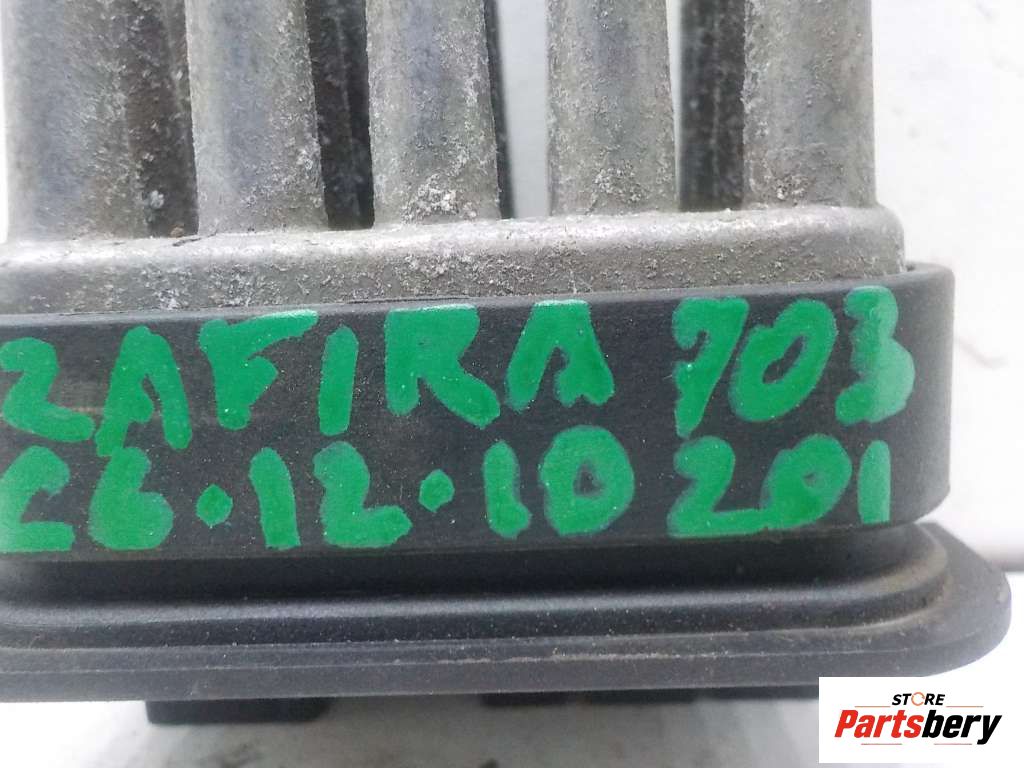 ZAFIRA 703
26.12.10 201
STORE
Partsbery